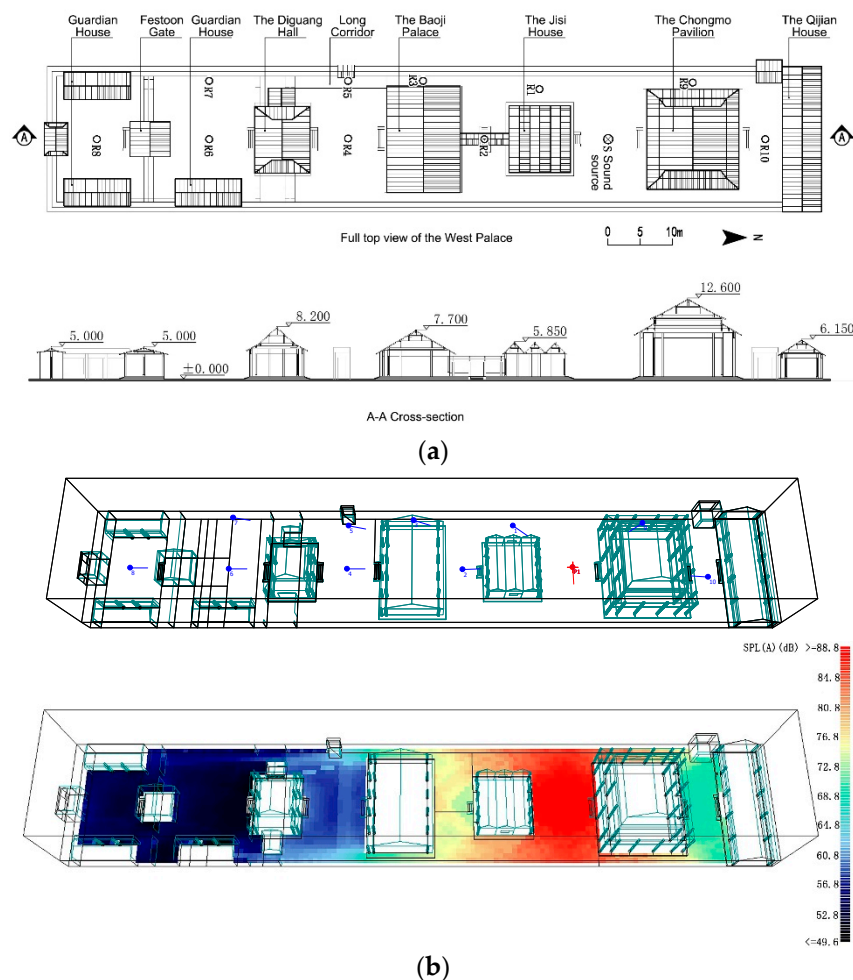 Guardian House
Festoon Gate
Guardian House
The Diguang Hall
Long Corridor
The Baoji Palace
The Jisi House
The Chongmo Pavilion
The Qijian House
R7
R5
R3
R1
R9
A
R8
R6
R4
R2
S Sound source
R10
A
Full top view of the West Palace
0 5 10m
N
5.000
5.000
±0.000
8.200
7.700
5.850
12.600
6.150
A-A Cross-section
(a)
5
1
8
6
4
2
P1
10
SPL(A)(dB) >-88.8
84.8
80.8
76.8
72.8
68.8
64.8
60.8
56.8
52.8
<=49.6
(b)